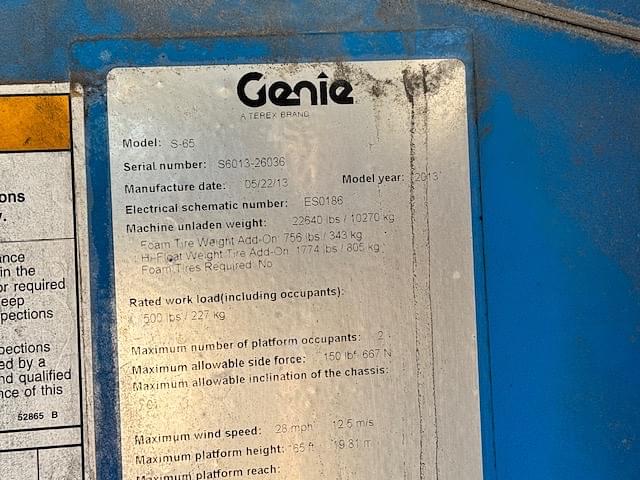 Genie
A TEREX BRAND
Model: S-65
Serial number: S6013-26036
Manufacture date: 05/22/13 Model year: 2013
Electrical schematic number: ES0186
Machine unladen weight: 22640 lbs / 10270 kg
Foam Tire Weight Add-On: 756 lbs / 343 kg
Hi-Float Weight Tire Add-On: 1774 lbs / 805 kg
Foam Tires Required: No
Rated work load(including occupants):
500 lbs / 227 kg
Maximum number of platform occupants: 2
Maximum allowable side force: 150 lbf 667 N
Maximum allowable inclination of the chassis:
Maximum wind speed: 28 mph 12.5 m/s
Maximum platform height: 65 ft 19.81 m
Maximum platform reach:
ons
y.
ance
in the
or required
eep
spections
pections
ed by a
nd qualified
nce of this
52865 B